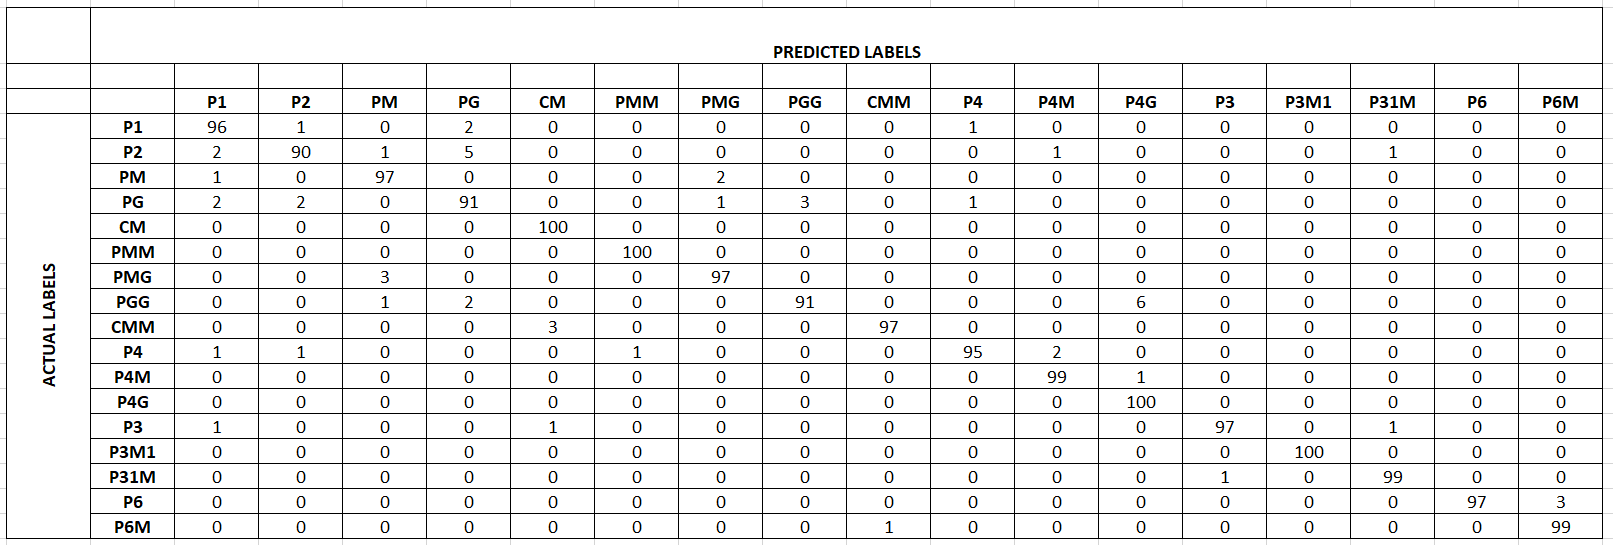 PREDICTED LABELS
P1 P2 PM PG CM PMM PMG PGG CMM P4 P4M P4G P3 P3M1 P31M P6 P6M
ACTUAL LABELS
P1 96 1 0 2 0 0 0 0 0 1 0 0 0 0 0 0 0
P2 2 90 1 5 0 0 0 0 0 0 1 0 0 0 1 0 0
PM 1 0 97 0 0 0 2 0 0 0 0 0 0 0 0 0 0
PG 2 2 0 91 0 0 1 3 0 1 0 0 0 0 0 0 0
CM 0 0 0 0 100 0 0 0 0 0 0 0 0 0 0 0 0
PMM 0 0 0 0 0 100 0 0 0 0 0 0 0 0 0 0 0
PMG 0 0 3 0 0 0 97 0 0 0 0 0 0 0 0 0 0
PGG 0 0 1 2 0 0 0 91 0 0 0 6 0 0 0 0 0
CMM 0 0 0 0 3 0 0 0 97 0 0 0 0 0 0 0 0
P4 1 1 0 0 0 1 0 0 0 95 2 0 0 0 0 0 0
P4M 0 0 0 0 0 0 0 0 0 0 99 1 0 0 0 0 0
P4G 0 0 0 0 0 0 0 0 0 0 0 100 0 0 0 0 0
P3 1 0 0 0 1 0 0 0 0 0 0 0 97 0 1 0 0
P3M1 0 0 0 0 0 0 0 0 0 0 0 0 0 100 0 0 0
P31M 0 0 0 0 0 0 0 0 0 0 0 0 1 0 99 0 0
P6 0 0 0 0 0 0 0 0 0 0 0 0 0 0 0 97 3
P6M 0 0 0 0 0 0 0 0 1 0 0 0 0 0 0 0 99